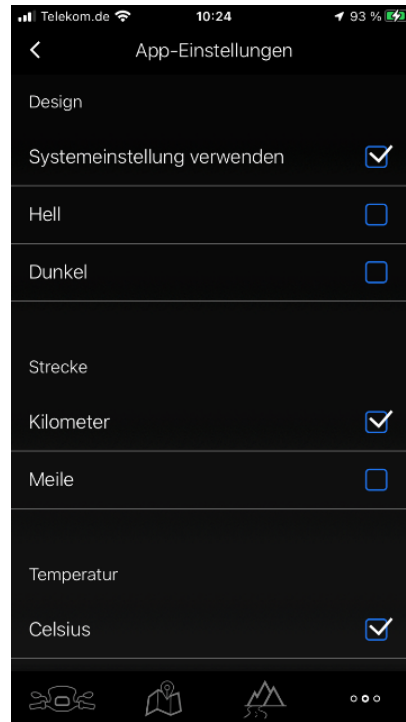 Telekom.de 10:24 93 %
App-Einstellungen
Design
Systemeinstellung verwenden
Hell
Dunkel
Strecke
Kilometer
Meile
Temperatur
Celsius